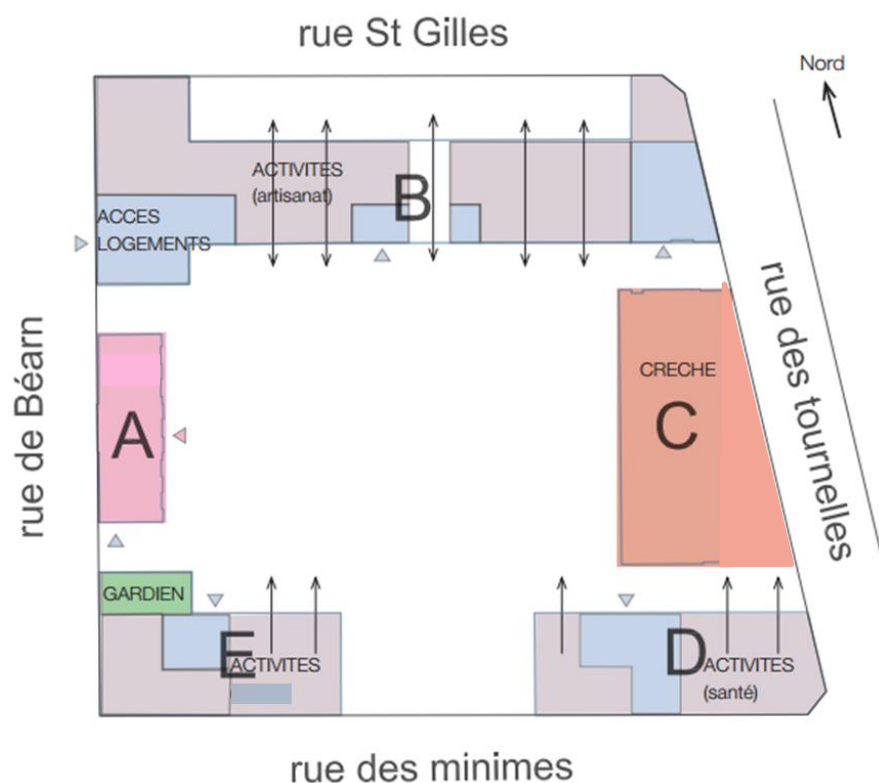 rue St Gilles
Nord
ACTIVITES
(artisanat)
B
ACCES
LOGEMENTS
rue de Béarn
A
CRECHE
C
rue des tournelles
GARDIEN
E
ACTIVITES
D
ACTIVITES
(santé)
rue des minimes